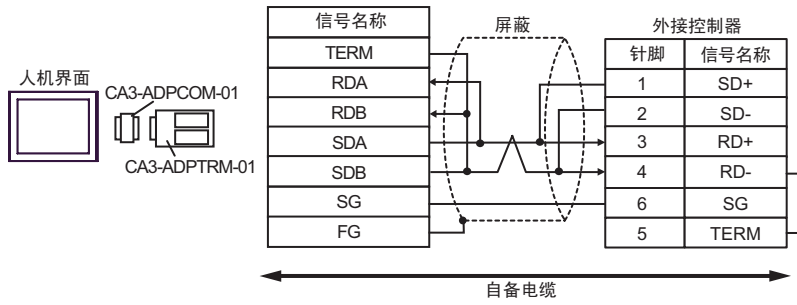 人机界面
CA3-ADPCOM-01
CA3-ADPTRM-01
信号名称
TERM
RDA
RDB
SDA
SDB
SG
FG
屏蔽
外接控制器
针脚 信号名称
1 SD+
2 SD-
3 RD+
4 RD-
6 SG
5 TERM
自备电缆